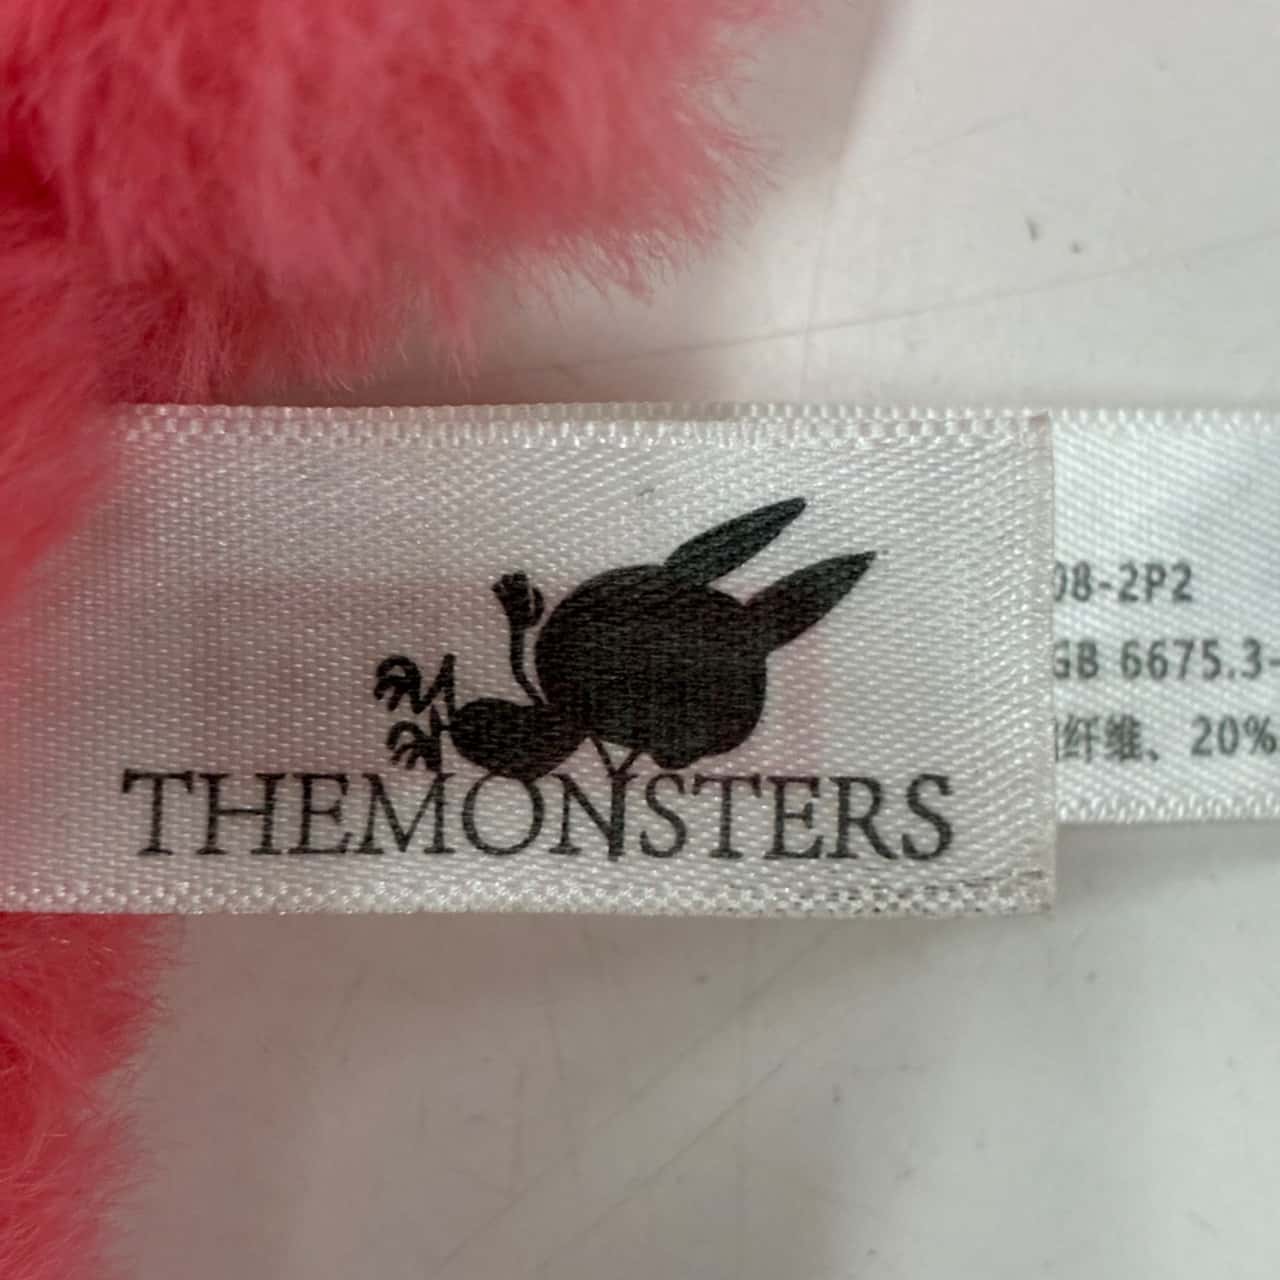 THEMONSTERS
08-2P2
GB 6675.3-
纤维、20%